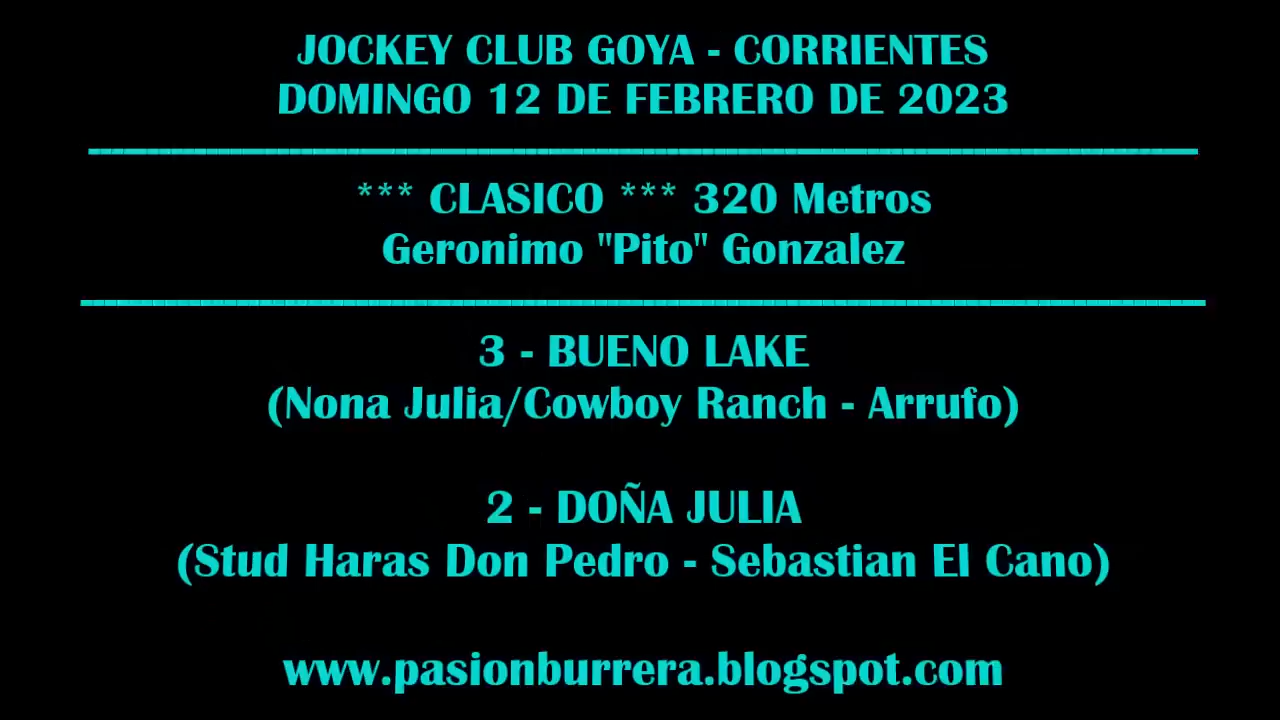 JOCKEY CLUB GOYA - CORRIENTES
DOMINGO 12 DE FEBRERO DE 2023
*** CLASICO *** 320 Metros
Geronimo "Pito" Gonzalez
3 - BUENO LAKE
(Nona Julia/Cowboy Ranch - Arrufo)
2 - DOÑA JULIA
(Stud Haras Don Pedro - Sebastian El Cano)
www.pasionburrera.blogspot.com